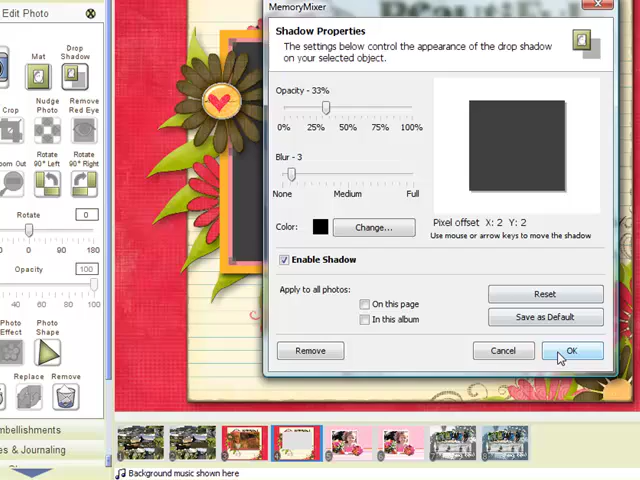 Edit Photo
Mat
Drop
Shadow
Crop
Nudge
Photo
Remove
Red Eye
Rotate
90° Left
Rotate
90° Right
Rotate
0
90
0
90
180
Opacity
100
40
60
80
100
Photo
Effect
Photo
Shape
Replace
Remove
MemoryMixer
Shadow Properties
The settings below control the appearance of the drop shadow
on your selected object.
Opacity - 33%
0% 25% 50% 75% 100%
Blur - 3
None Medium Full
Color:
Change...
Pixel offset X: 2 Y: 2
Use mouse or arrow keys to move the shadow
Enable Shadow
Apply to all photos:
On this page
In this album
Reset
Save as Default
Remove
Cancel
OK
Background music shown here